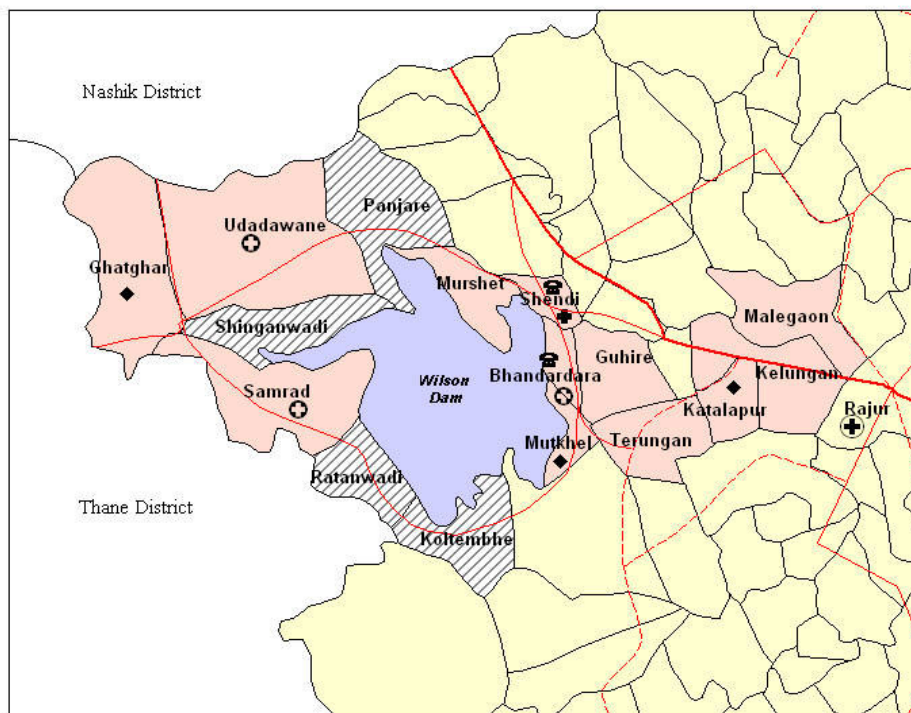 Nashik District
Panjare
Udadawane
Ghatghar
Murshet
Shendi
Malegaon
Shinganwadi
Guhire
Bhandardara
Kelungan
Wilson
Dam
Samrad
Katalapur
Rajur
Mutkhel
Terungan
Ratanwadi
Thane District
Koltembhe